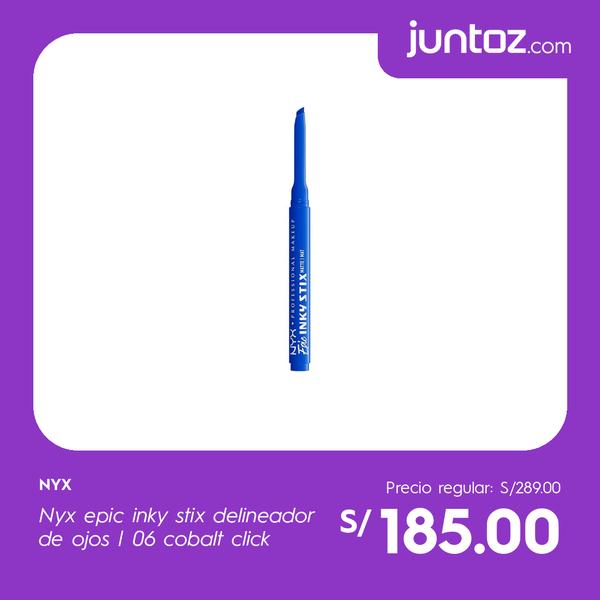 juntoz.com
NYX • PROFESSIONAL MAKEUP
Epic INKY STIX MATTE | MAT
NYX
Precio regular: S/289.00
Nyx epic inky stix delineador
de ojos | 06 cobalt click
S/185.00